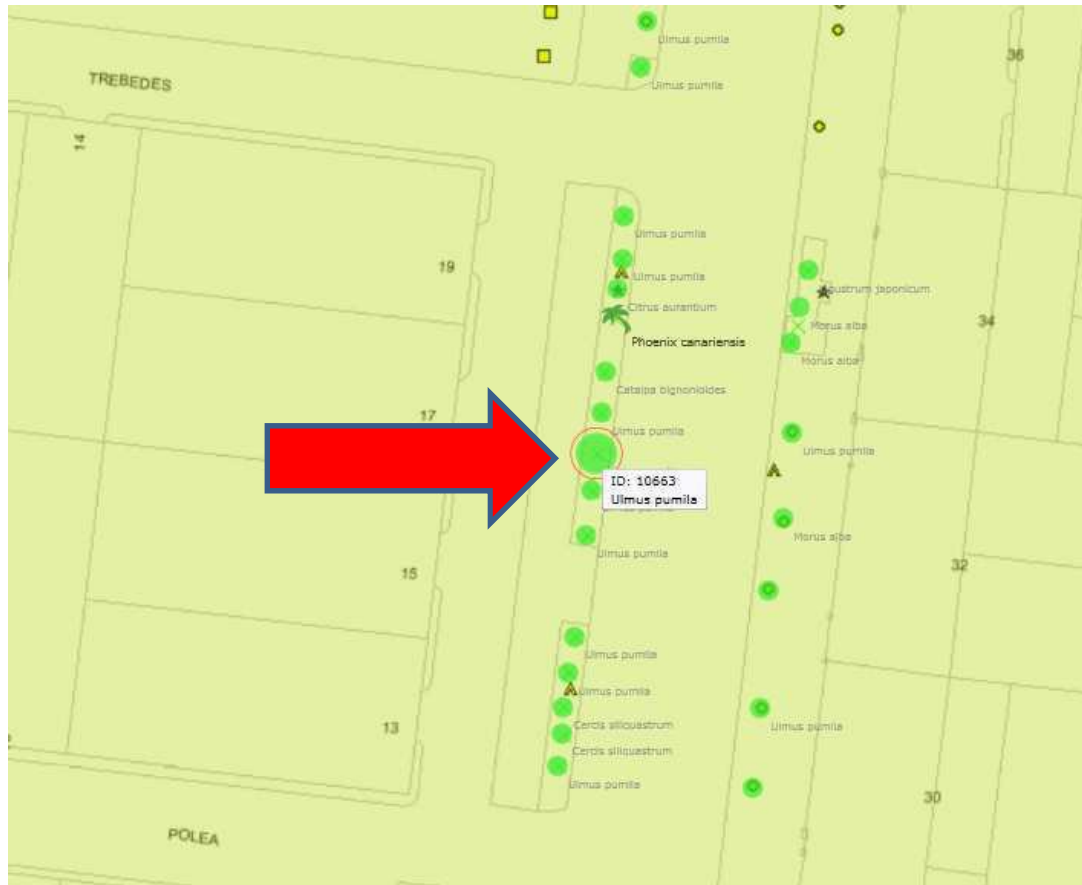 Ulmus pumila
36
TREBEDES
Ulmus pumila
14
Ulmus pumila
19
Ulmus pumila
Citrus aurantium
Morus alba
34
Phoenix canariensis
Morus alba
Catalpa bignonioides
17
Ulmus pumila
Ulmus pumila
ID: 10663
Ulmus pumila
Morus alba
Ulmus pumila
15
32
Ulmus pumila
Ulmus pumila
Cercis siliquastrum
Ulmus pumila
13
Cercis siliquastrum
Ulmus pumila
30
POLEA